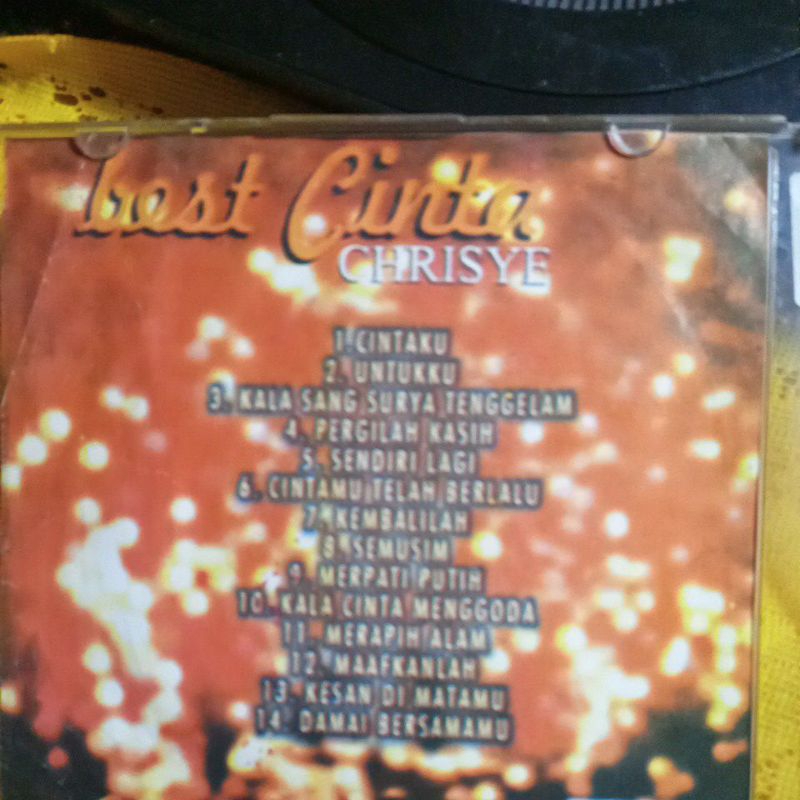 best Cinta
CHRISYE
1. CINTAKU
2. UNTUKKU
3. KALA SANG SURYA TENGGELAM
4. PERGILAH KASIH
5. SENDIRI LAGI
6. CINTAMU TELAH BERLALU
7. KEMBALILAH
8. SEMUSIM
9. MERPATI PUTIH
10. KALA CINTA MENGGODA
11. MERAPIH ALAM
12. MAAFKANLAH
13. KESAN DI MATAMU
14. DAMAI BERSAMAMU